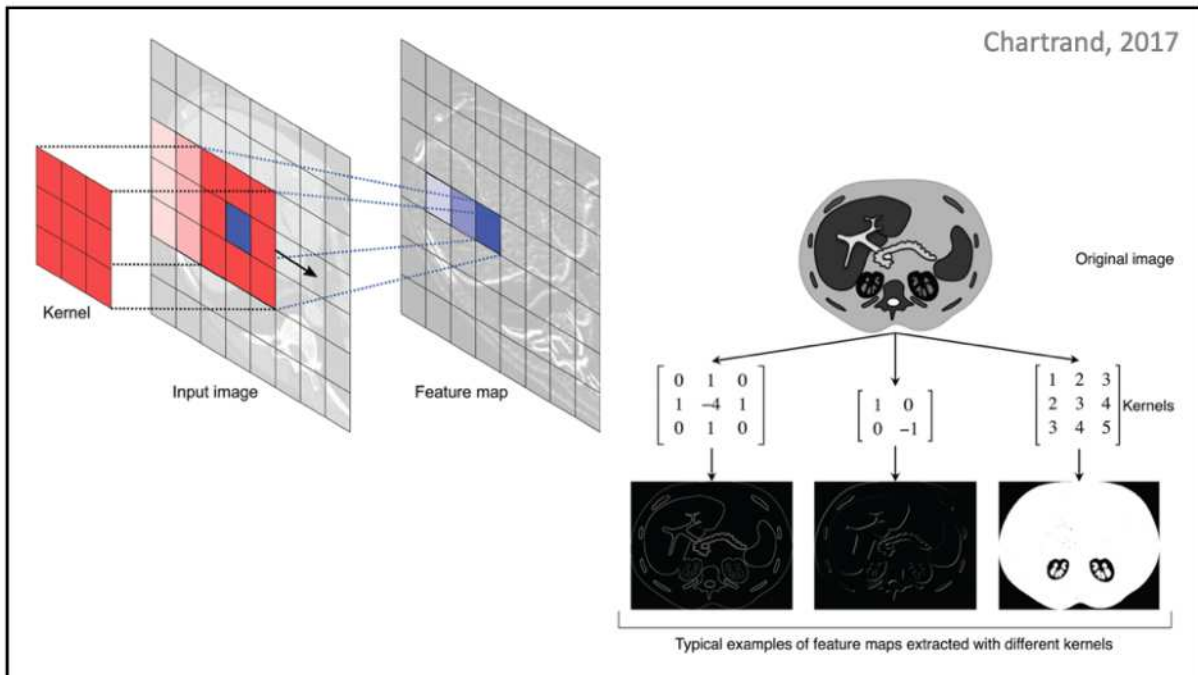 Chartrand, 2017
Kernel
Input image
Feature map
Original image
0 1 0
1 –4 1
0 1 0
1 0
0 –1
1 2 3
2 3 4
3 4 5
Kernels
Typical examples of feature maps extracted with different kernels